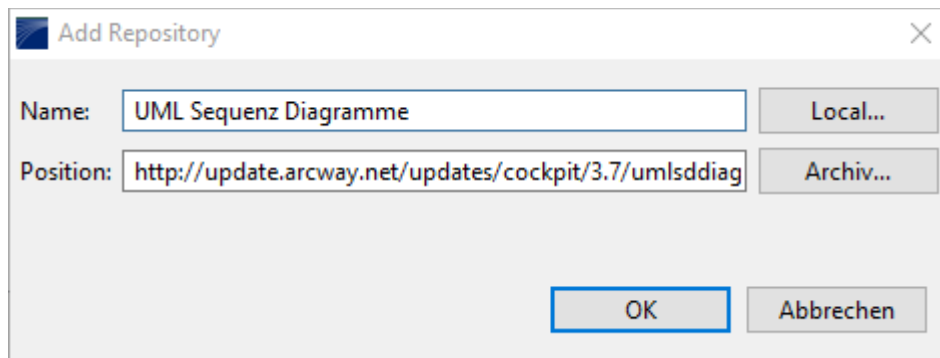 Add Repository
Name: UML Sequenz Diagramme Local...
Position: http://update.arcway.net/updates/cockpit/3.7/umlsddiag Archiv...
OK Abbrechen